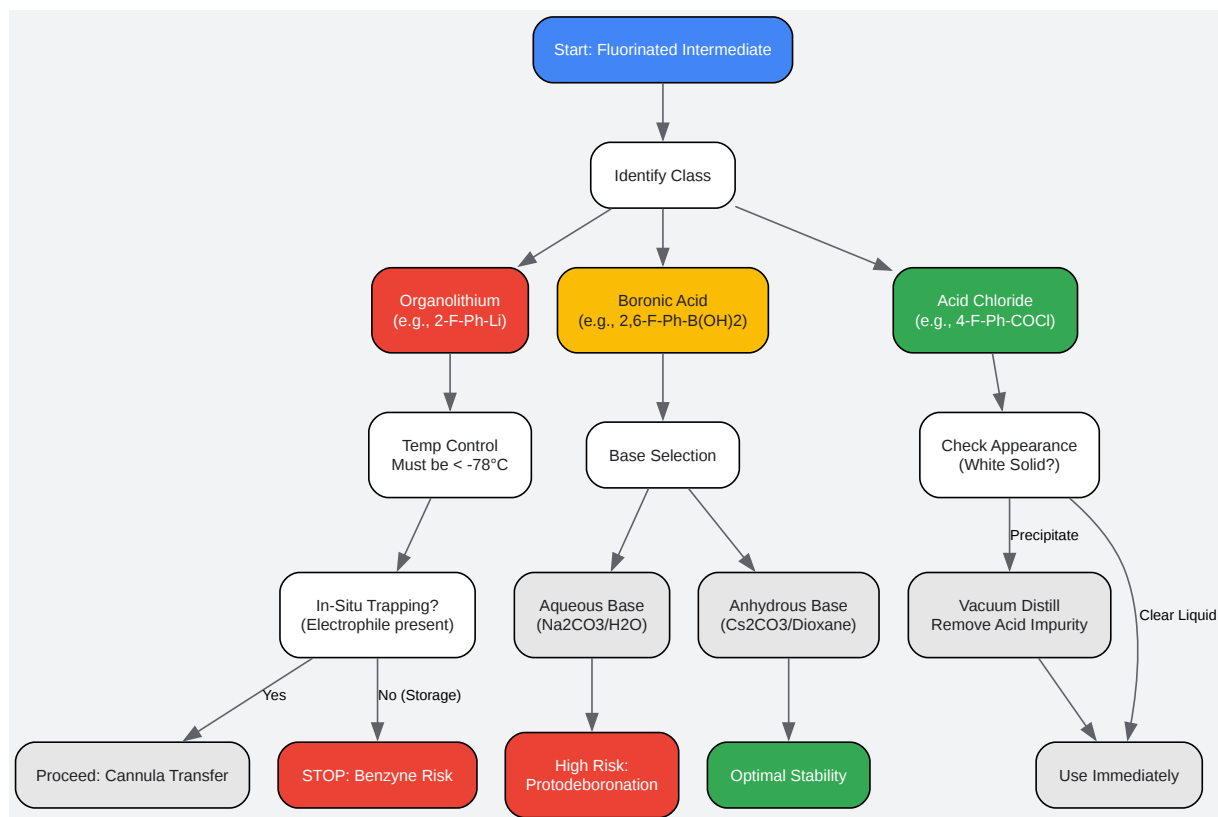 Start: Fluorinated Intermediate
Identify Class
Organolithium
(e.g., 2-F-Ph-Li)
Boronic Acid
(e.g., 2,6-F-Ph-B(OH)2)
Acid Chloride
(e.g., 4-F-Ph-COCl)
Temp Control
Must be < -78°C
Base Selection
Check Appearance
(White Solid?)
Precipitate
In-Situ Trapping?
(Electrophile present)
Aqueous Base
(Na2CO3/H2O)
Anhydrous Base
(Cs2CO3/Dioxane)
Vacuum Distill
Remove Acid Impurity
Clear Liquid
Yes
No (Storage)
Proceed: Cannula Transfer
STOP: Benzyne Risk
High Risk:
Protodeboronation
Optimal Stability
Use Immediately